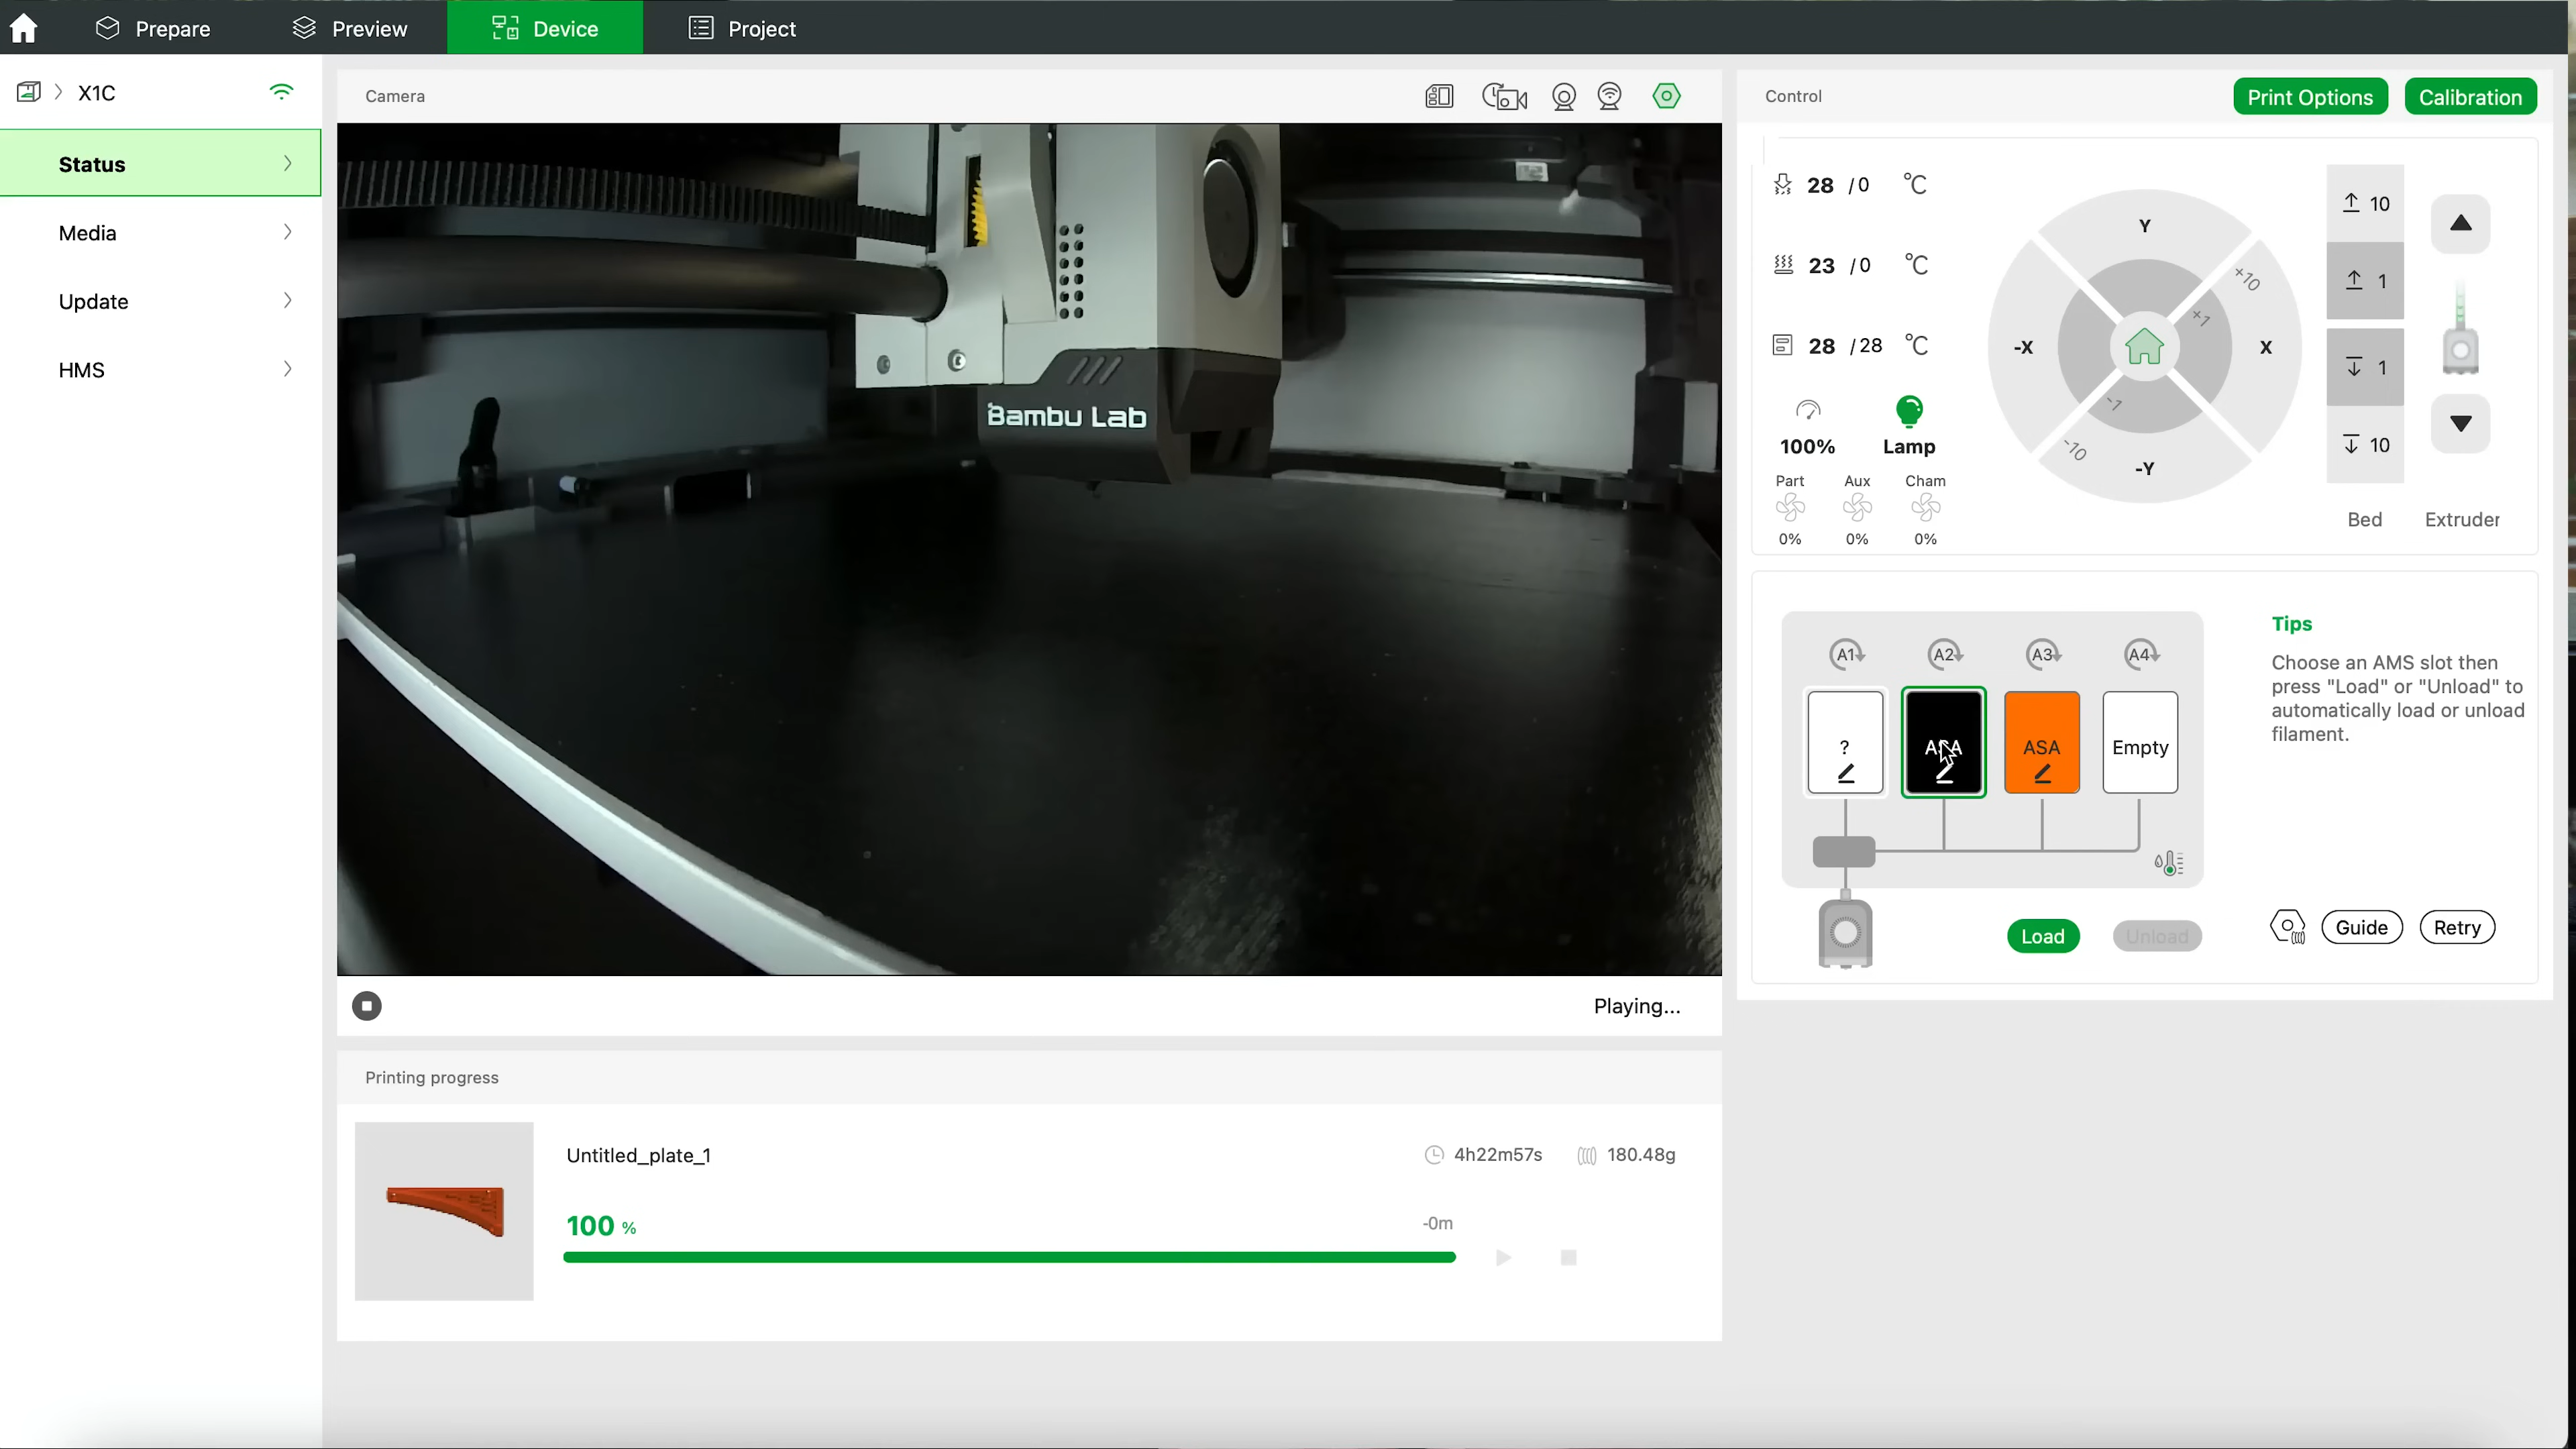 Prepare
Preview
Device
Project
X1C
Status
Media
Update
HMS
Camera
Bambu Lab
Playing...
Printing progress
Untitled_plate_1
4h22m57s
180.48g
100 %
-0m
Control
Print Options
Calibration
28 /0 °C
23 /0 °C
28 /28 °C
100%
Lamp
Part
Aux
Cham
0%
0%
0%
Y
-X
X
-Y
+10
+1
-1
-10
10
1
1
10
Bed
Extruder
A1
A2
A3
A4
?
ASA
ASA
Empty
Load
Unload
Tips
Choose an AMS slot then
press "Load" or "Unload" to
automatically load or unload
filament.
Guide
Retry